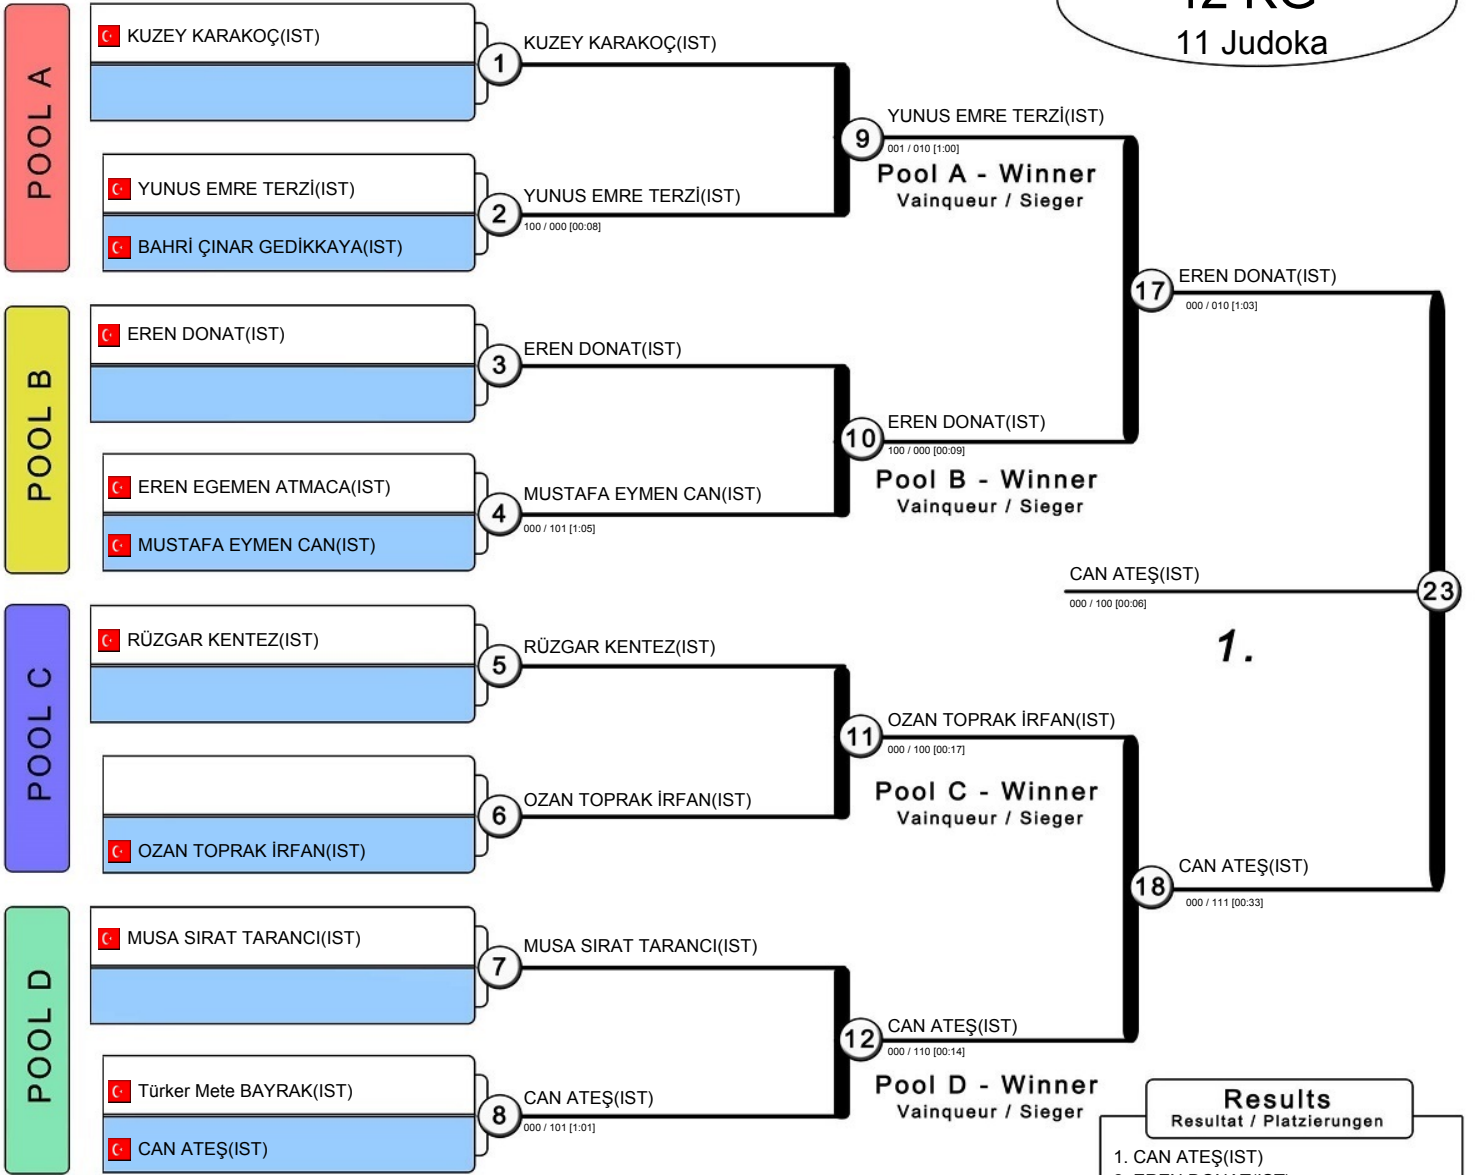 42 KG
11 Judoka
POOL A
KUZEY KARAKOÇ(IST)
1
KUZEY KARAKOÇ(IST)
YUNUS EMRE TERZİ(IST)
BAHRİ ÇINAR GEDİKKAYA(IST)
2
YUNUS EMRE TERZİ(IST)
100 / 000 [00:08]
9
YUNUS EMRE TERZİ(IST)
001 / 010 [1:00]
Pool A - Winner
Vainqueur / Sieger
POOL B
EREN DONAT(IST)
3
EREN DONAT(IST)
EREN EGEMEN ATMACA(IST)
MUSTAFA EYMEN CAN(IST)
4
MUSTAFA EYMEN CAN(IST)
000 / 101 [1:05]
10
EREN DONAT(IST)
100 / 000 [00:09]
Pool B - Winner
Vainqueur / Sieger
17
EREN DONAT(IST)
000 / 010 [1:03]
CAN ATEŞ(IST)
000 / 100 [00:06]
23
1.
POOL C
RÜZGAR KENTEZ(IST)
5
RÜZGAR KENTEZ(IST)
OZAN TOPRAK İRFAN(IST)
6
OZAN TOPRAK İRFAN(IST)
11
OZAN TOPRAK İRFAN(IST)
000 / 100 [00:17]
Pool C - Winner
Vainqueur / Sieger
POOL D
MUSA SIRAT TARANCI(IST)
7
MUSA SIRAT TARANCI(IST)
Türker Mete BAYRAK(IST)
CAN ATEŞ(IST)
8
CAN ATEŞ(IST)
000 / 101 [1:01]
12
CAN ATEŞ(IST)
000 / 110 [00:14]
Pool D - Winner
Vainqueur / Sieger
18
CAN ATEŞ(IST)
000 / 111 [00:33]
Results
Resultat / Platzierungen
1. CAN ATEŞ(IST)
2. EREN DONAT(IST)